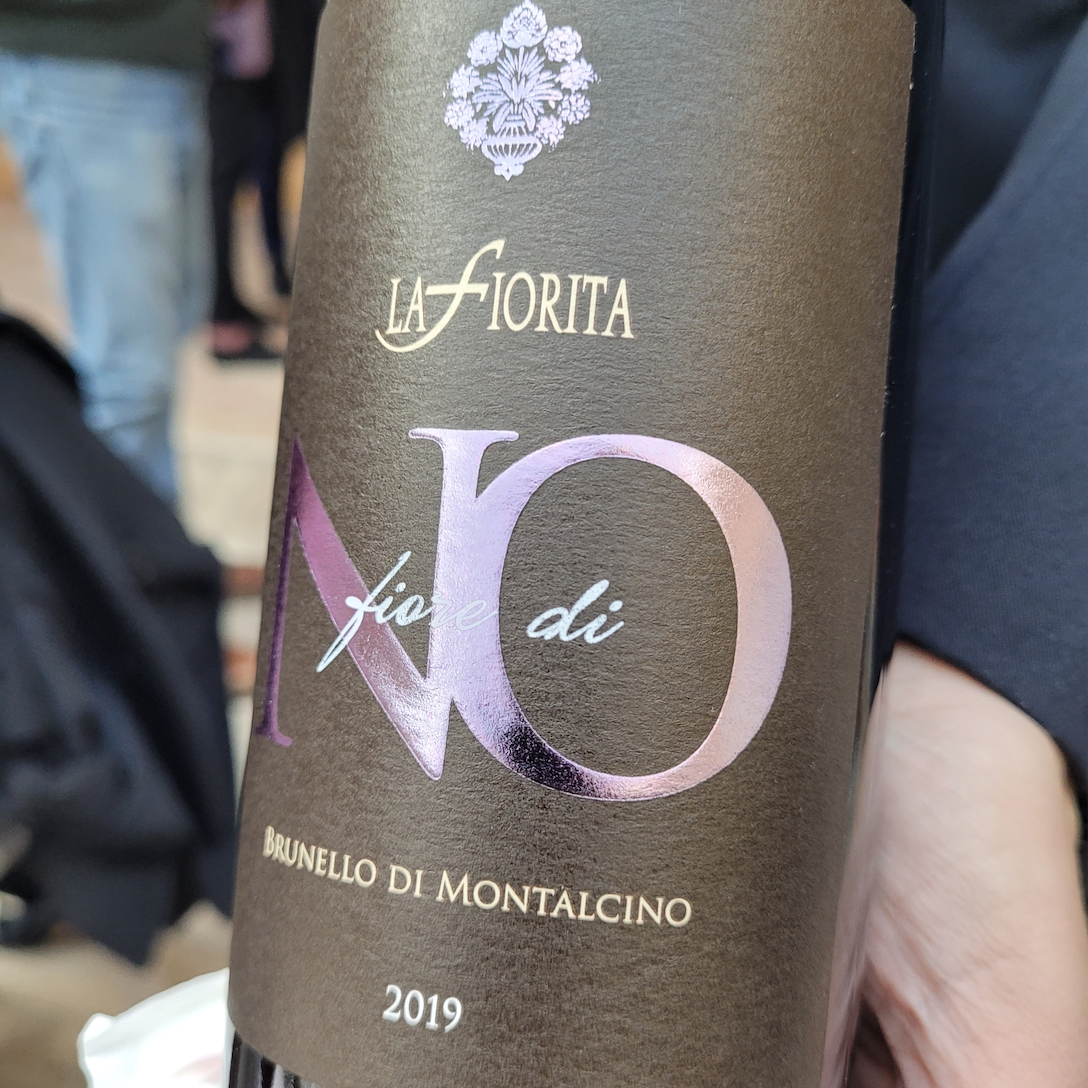 LA FIORITA
NO
fiore di
BRUNELLO DI MONTALCINO
2019